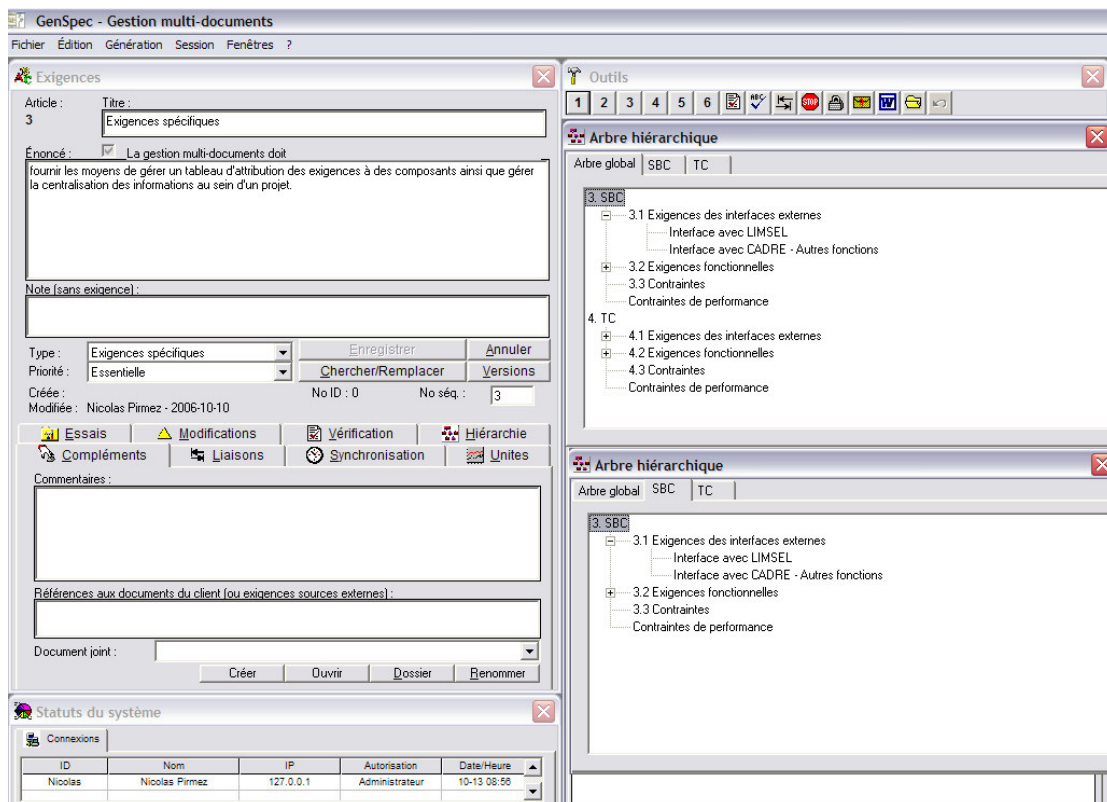 GenSpec - Gestion multi-documents
Fichier Édition Génération Session Fenêtres ?
Exigences
Article : Titre :
3 Exigences spécifiques
Énoncé : La gestion multi-documents doit
fournir les moyens de gérer un tableau d'attribution des exigences à des composants ainsi que gérer
la centralisation des informations au sein d'un projet.
Note (sans exigence) :
Type : Exigences spécifiques Enregistrer Annuler
Priorité : Essentielle Chercher/Remplacer Versions
Créée : No ID : 0 No séq. : 3
Modifiée : Nicolas Pirmez - 2006-10-10
Essais Modifications Vérification Hiérarchie
Compléments Liaisons Synchronisation Unites
Commentaires :
Références aux documents du client (ou exigences sources externes) :
Document joint :
Créer Ouvrir Dossier Renommer
Statuts du système
Connexions
ID Nom IP Autorisation Date/Heure
Nicolas Nicolas Pirmez 127.0.0.1 Administrateur 10-13 08:56
Outils
1 2 3 4 5 6 ABC STOP W
Arbre hiérarchique
Arbre global SBC TC
3. SBC
3.1 Exigences des interfaces externes
Interface avec LIMSEL
Interface avec CADRE - Autres fonctions
3.2 Exigences fonctionnelles
3.3 Contraintes
Contraintes de performance
4. TC
4.1 Exigences des interfaces externes
4.2 Exigences fonctionnelles
4.3 Contraintes
Contraintes de performance
Arbre hiérarchique
Arbre global SBC TC
3. SBC
3.1 Exigences des interfaces externes
Interface avec LIMSEL
Interface avec CADRE - Autres fonctions
3.2 Exigences fonctionnelles
3.3 Contraintes
Contraintes de performance